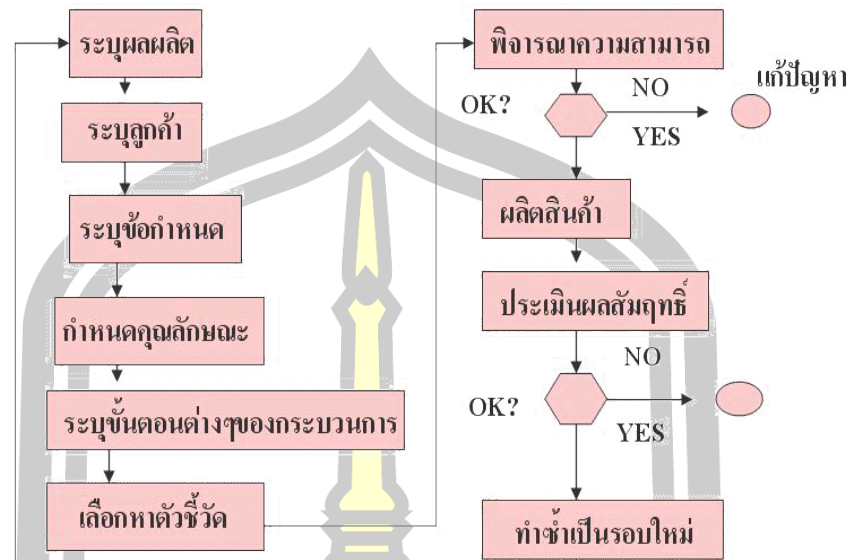 ระบุผลผลิต
ระบุลูกค้า
ระบุข้อกำหนด
กำหนดคุณลักษณะ
ระบุขั้นตอนต่างๆของกระบวนการ
เลือกหาตัวชี้วัด
พิจารณาความสามารถ
OK?
NO
แก้ปัญหา
YES
ผลิตสินค้า
ประเมินผลสัมฤทธิ์
NO
OK?
YES
ทำซ้ำเป็นรอบใหม่